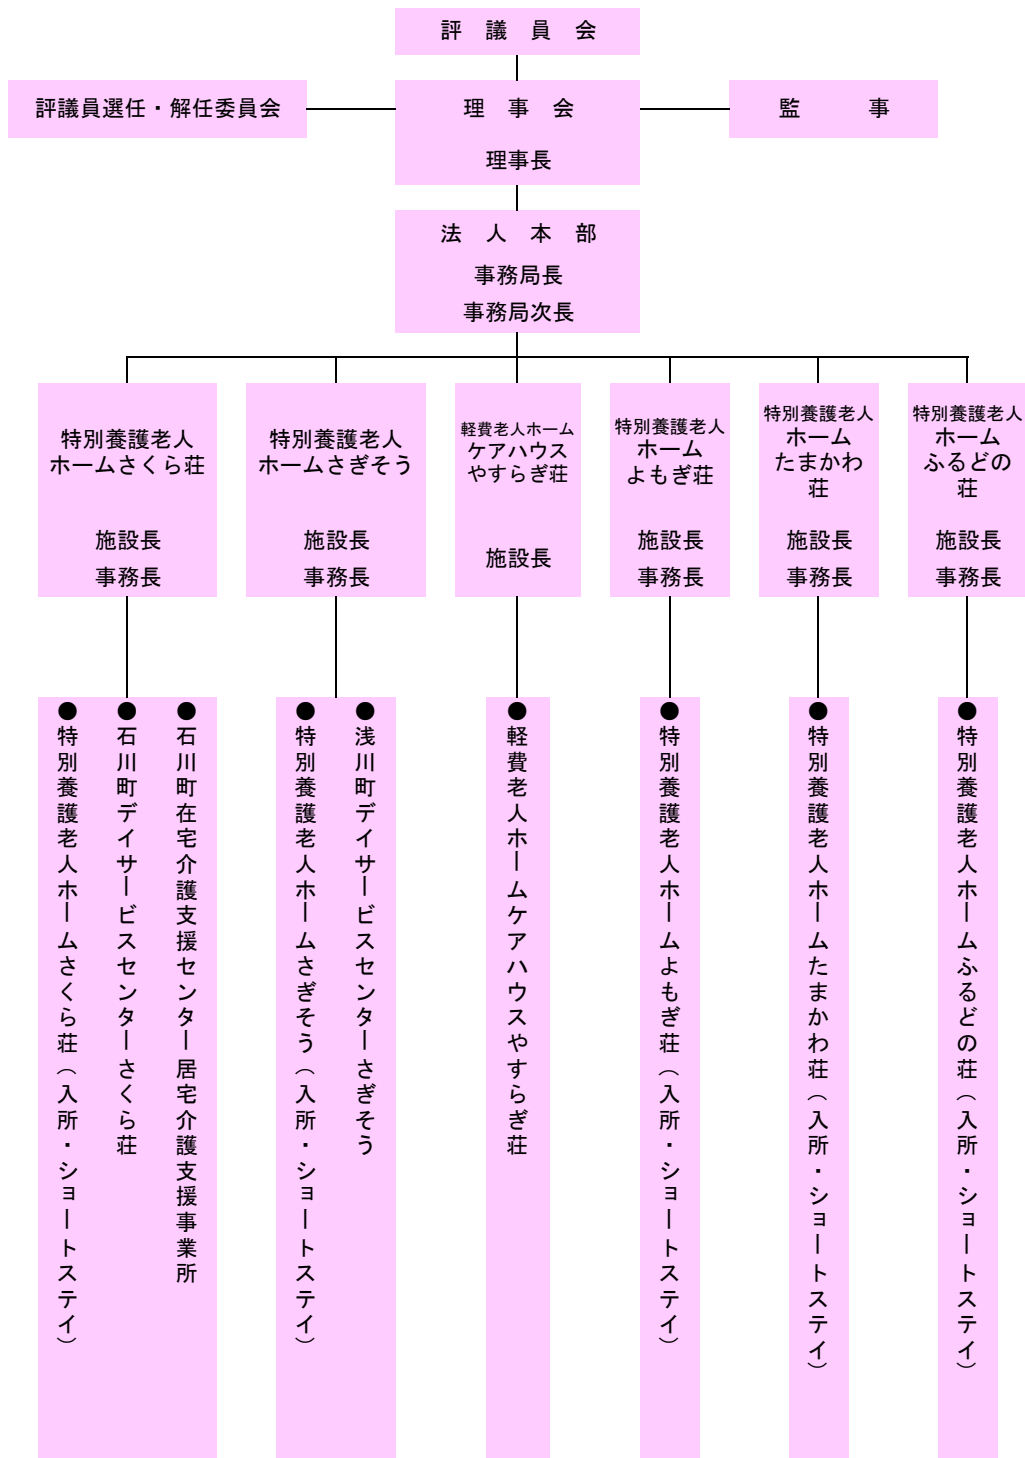 評　議　員　会
評議員選任・解任委員会
理　事　会
監　　　事
理事長
法　人　本　部
事務局長
事務局次長
特別養護老人
ホームさくら荘
施設長
事務長
特別養護老人
ホームさぎそう
施設長
事務長
軽費老人ホーム
ケアハウス
やすらぎ荘
施設長
特別養護老人
ホーム
よもぎ荘
施設長
事務長
特別養護老人
ホーム
たまかわ
荘
施設長
事務長
特別養護老人
ホーム
ふるどの
荘
施設長
事務長
●特別養護老人ホームさくら荘（入所・ショートステイ）
●石川町デイサービスセンターさくら荘
●石川町在宅介護支援センター居宅介護支援事業所
●特別養護老人ホームさぎそう（入所・ショートステイ）
●浅川町デイサービスセンターさぎそう
●軽費老人ホームケアハウスやすらぎ荘
●特別養護老人ホームよもぎ荘（入所・ショートステイ）
●特別養護老人ホームたまかわ荘（入所・ショートステイ）
●特別養護老人ホームふるどの荘（入所・ショートステイ）